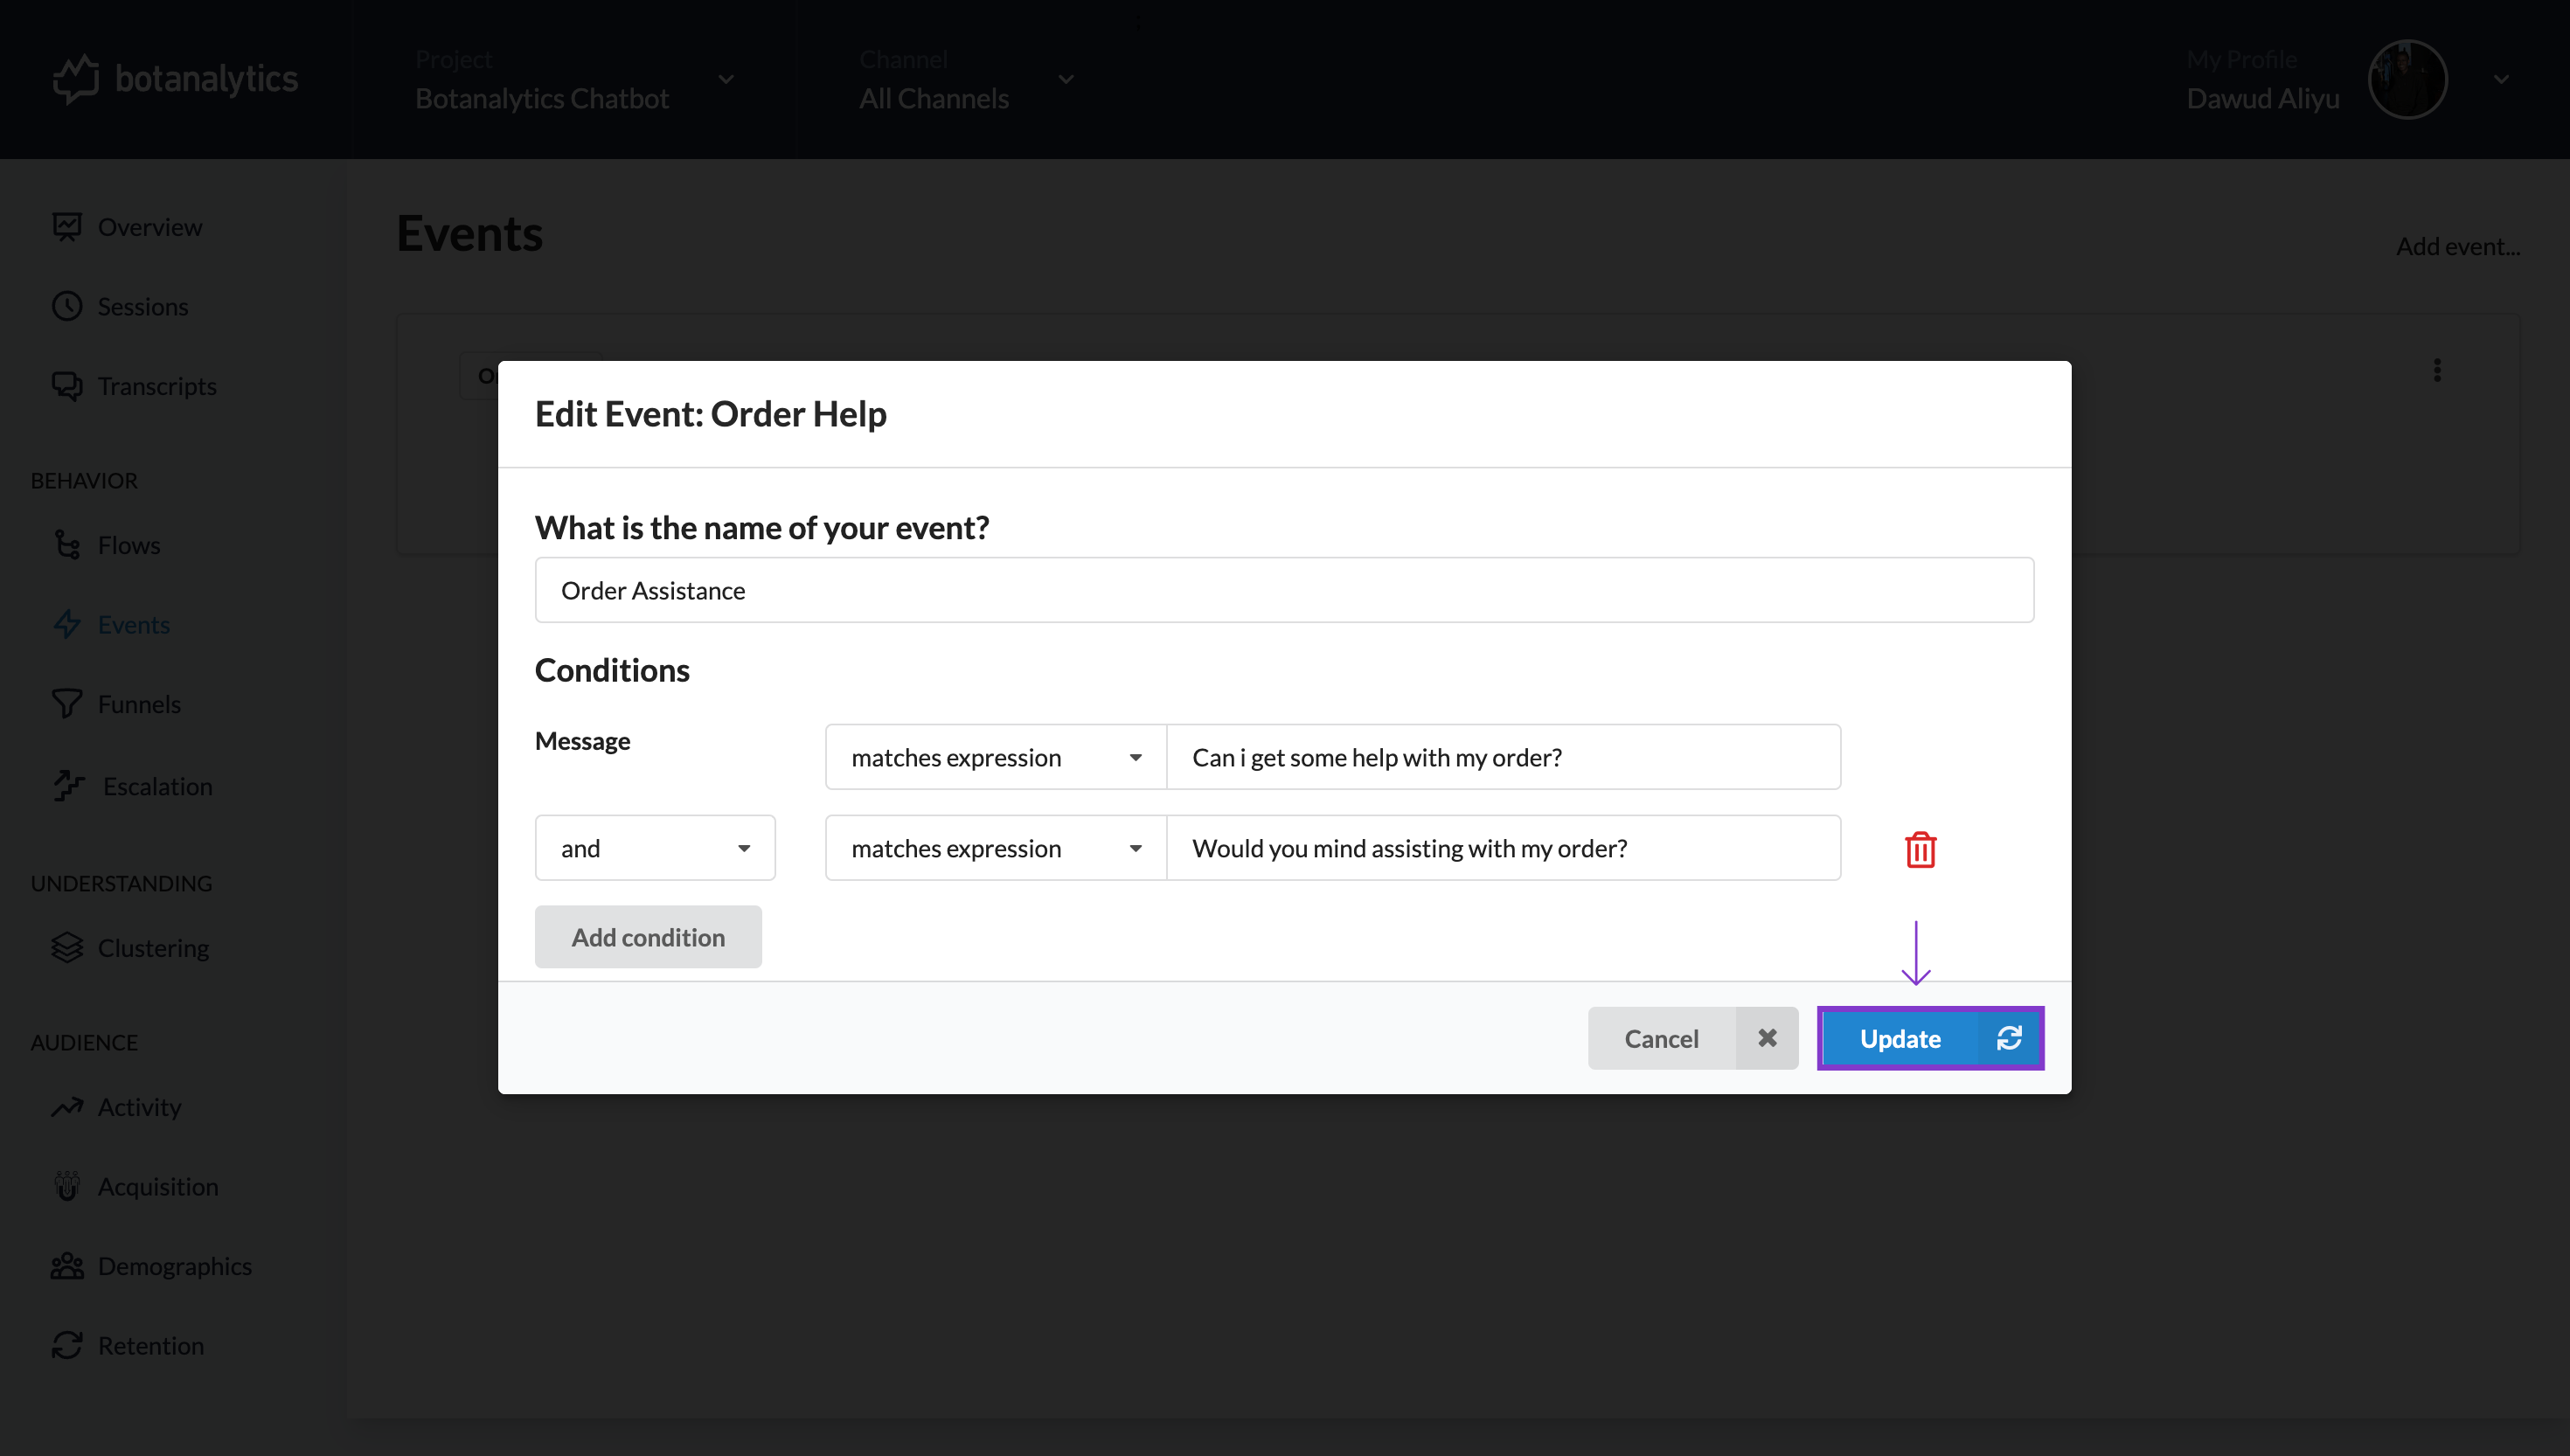 botanalytics
Project
Botanalytics Chatbot
Channel
All Channels
My Profile
Dawud Aliyu
Overview
Sessions
Transcripts
BEHAVIOR
Flows
Events
Funnels
Escalation
UNDERSTANDING
Clustering
AUDIENCE
Activity
Acquisition
Demographics
Retention
Events
Add event...
Edit Event: Order Help
What is the name of your event?
Order Assistance
Conditions
Message
matches expression
Can i get some help with my order?
and
matches expression
Would you mind assisting with my order?
Add condition
Cancel
Update